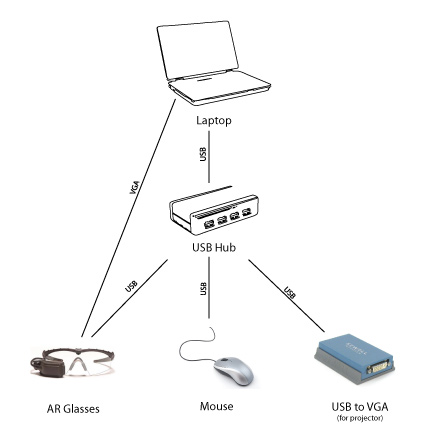 Laptop
USB
VGA
USB Hub
USB
USB
USB
AR Glasses
Mouse
USB to VGA
(for projector)